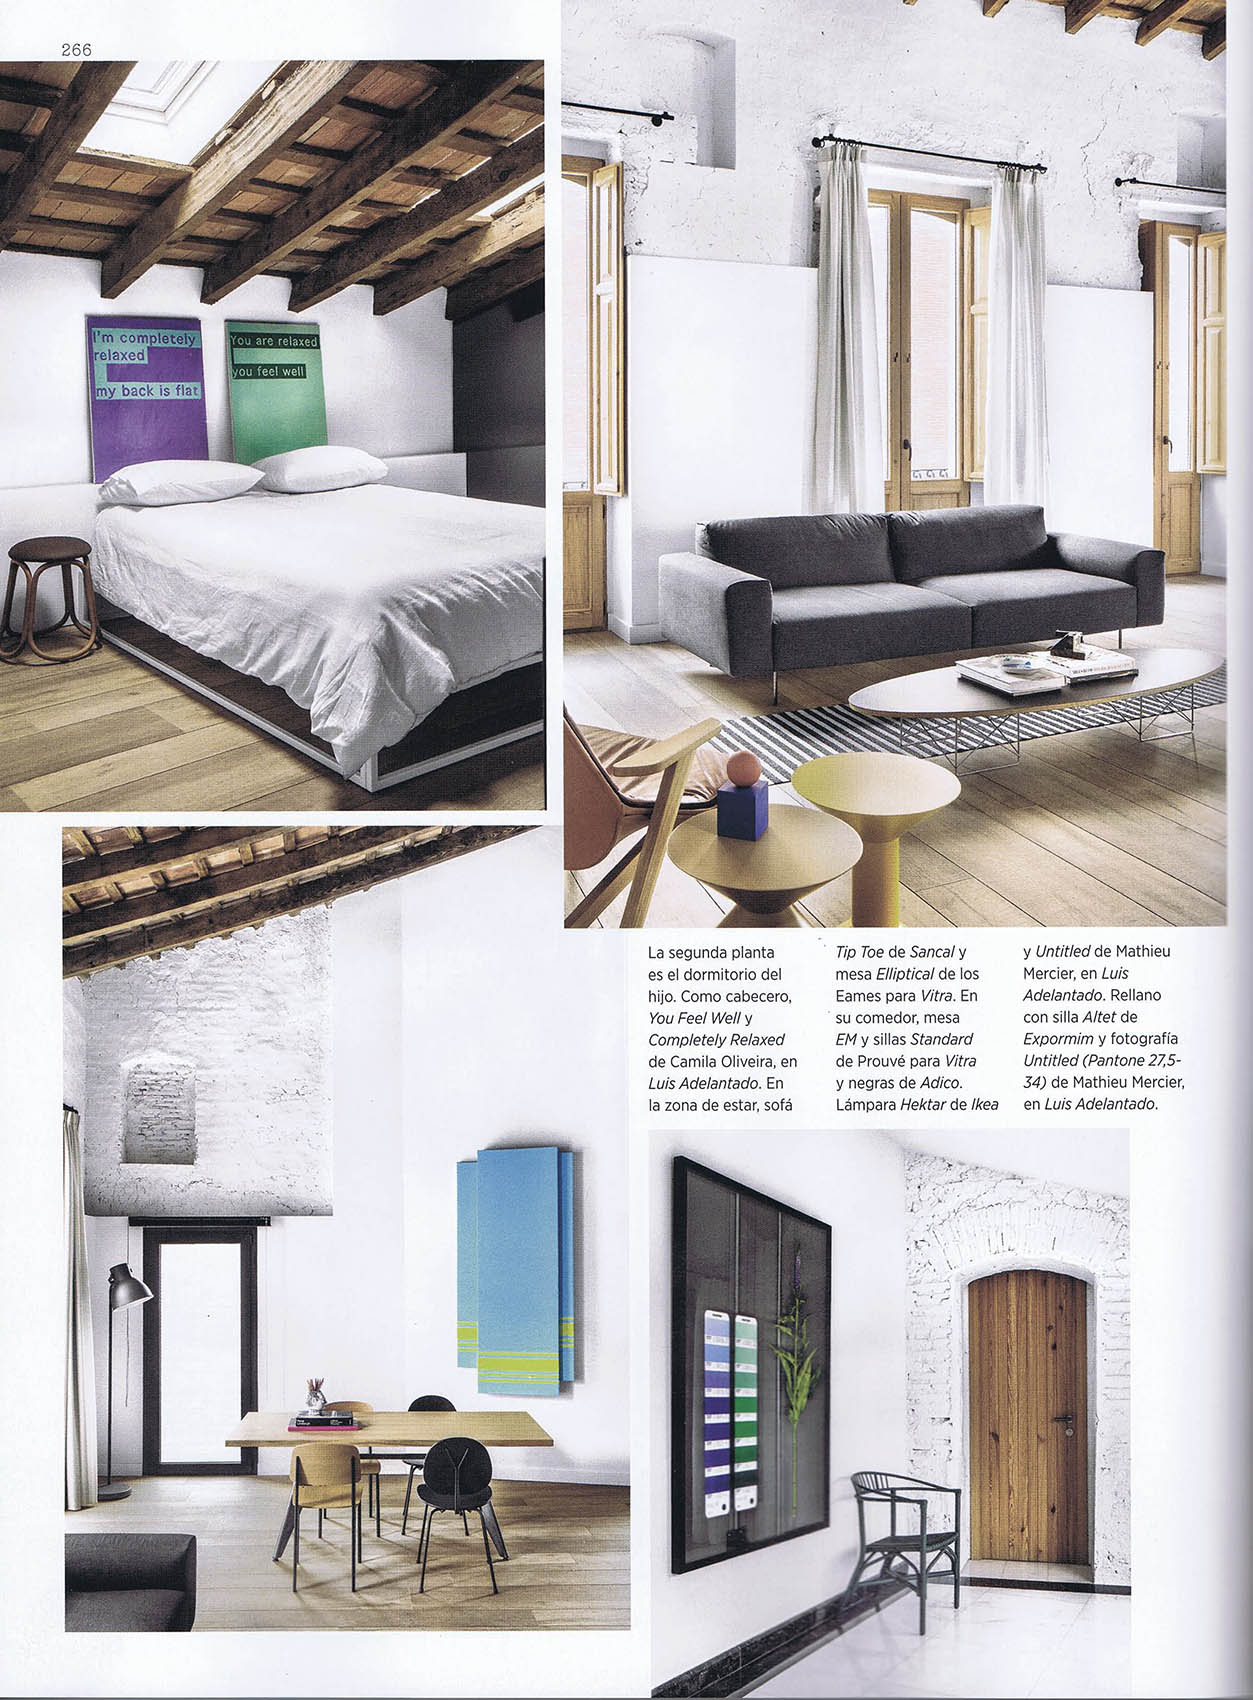 266
I'm completely
relaxed
my back is flat
You are relaxed
you feel well
La segunda planta
es el dormitorio del
hijo. Como cabecero,
You Feel Well y
Completely Relaxed
de Camila Oliveira, en
Luis Adelantado. En
la zona de estar, sofá
Tip Toe de Sancal y
mesa Elliptical de los
Eames para Vitra. En
su comedor, mesa
EM y sillas Standard
de Prouvé para Vitra
y negras de Adico.
Lámpara Hektar de Ikea
y Untitled de Mathieu
Mercier, en Luis
Adelantado. Rellano
con silla Altet de
Expormim y fotografía
Untitled (Pantone 27,5-
34) de Mathieu Mercier,
en Luis Adelantado.